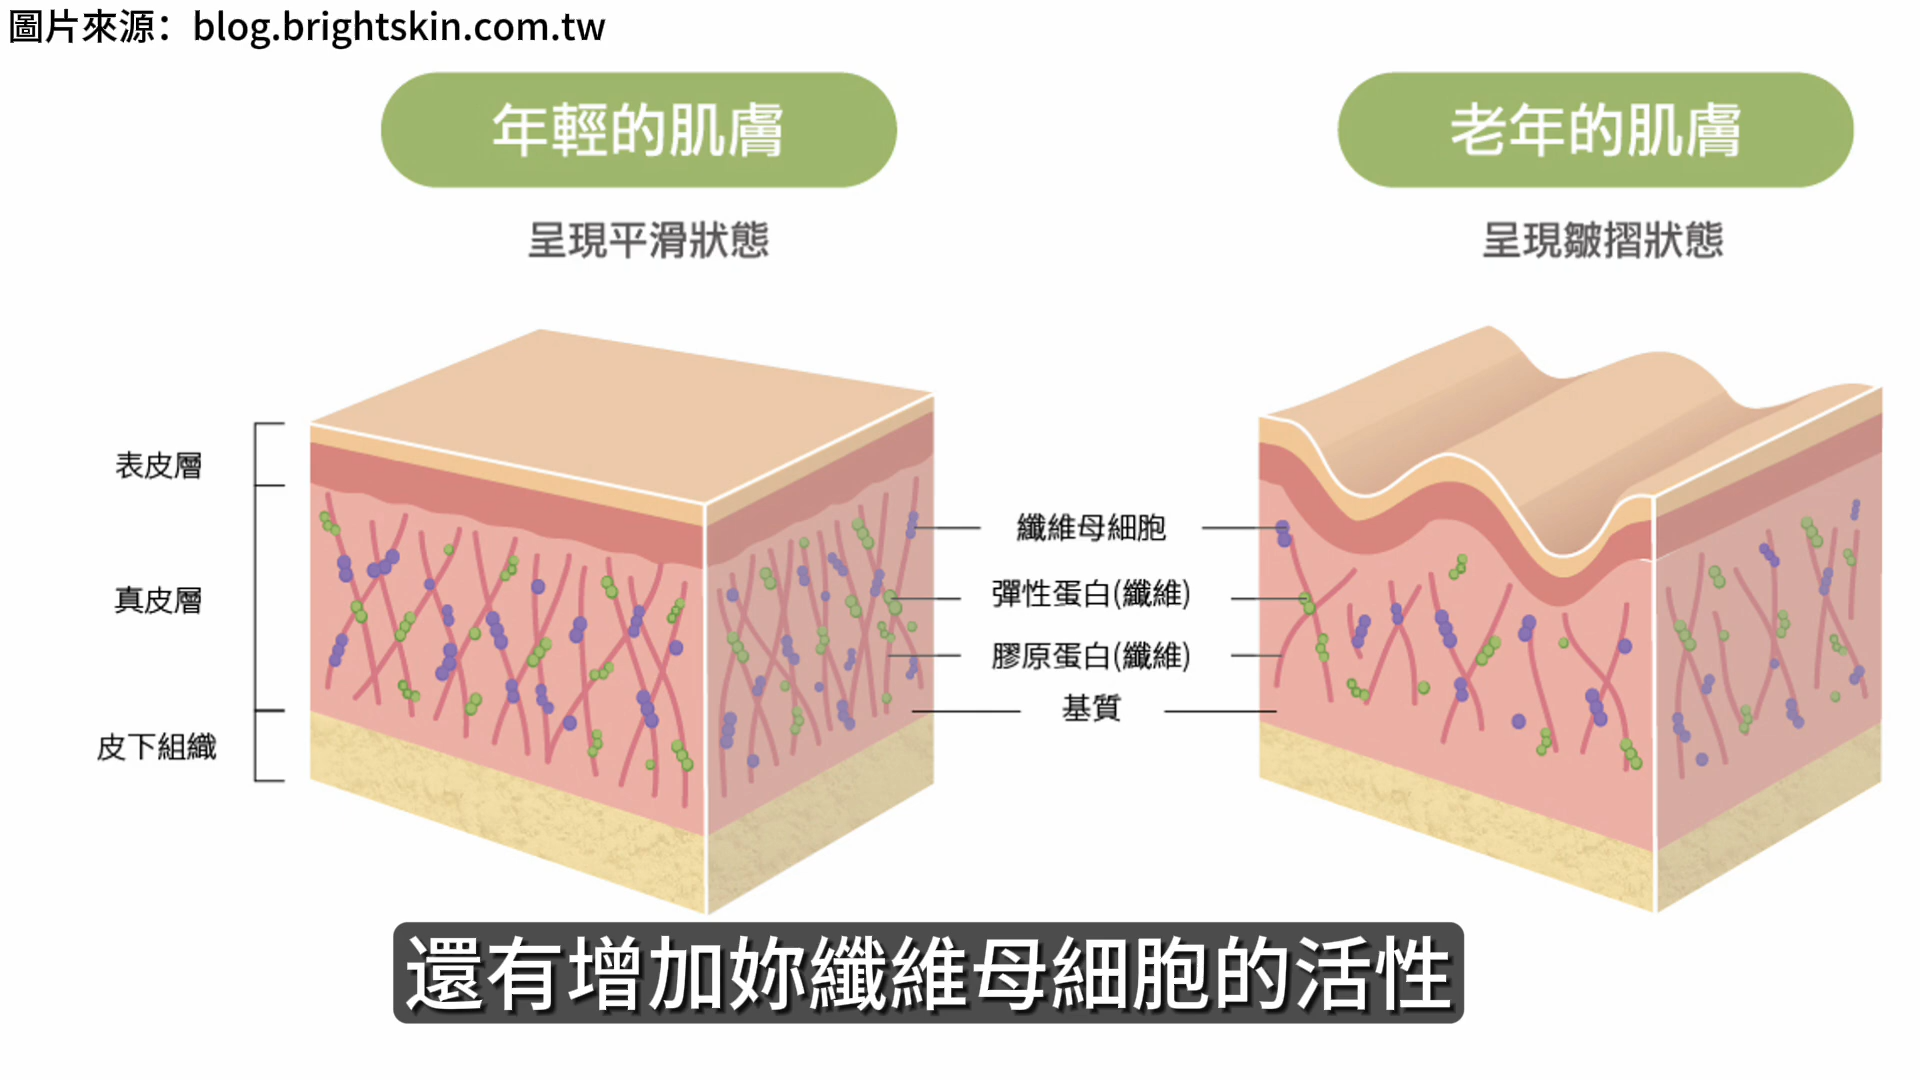 圖片來源：blog.brightskin.com.tw
年輕的肌膚
老年的肌膚
呈現平滑狀態
呈現皺摺狀態
表皮層
真皮層
皮下組織
纖維母細胞
彈性蛋白(纖維)
膠原蛋白(纖維)
基質
還有增加妳纖維母細胞的活性